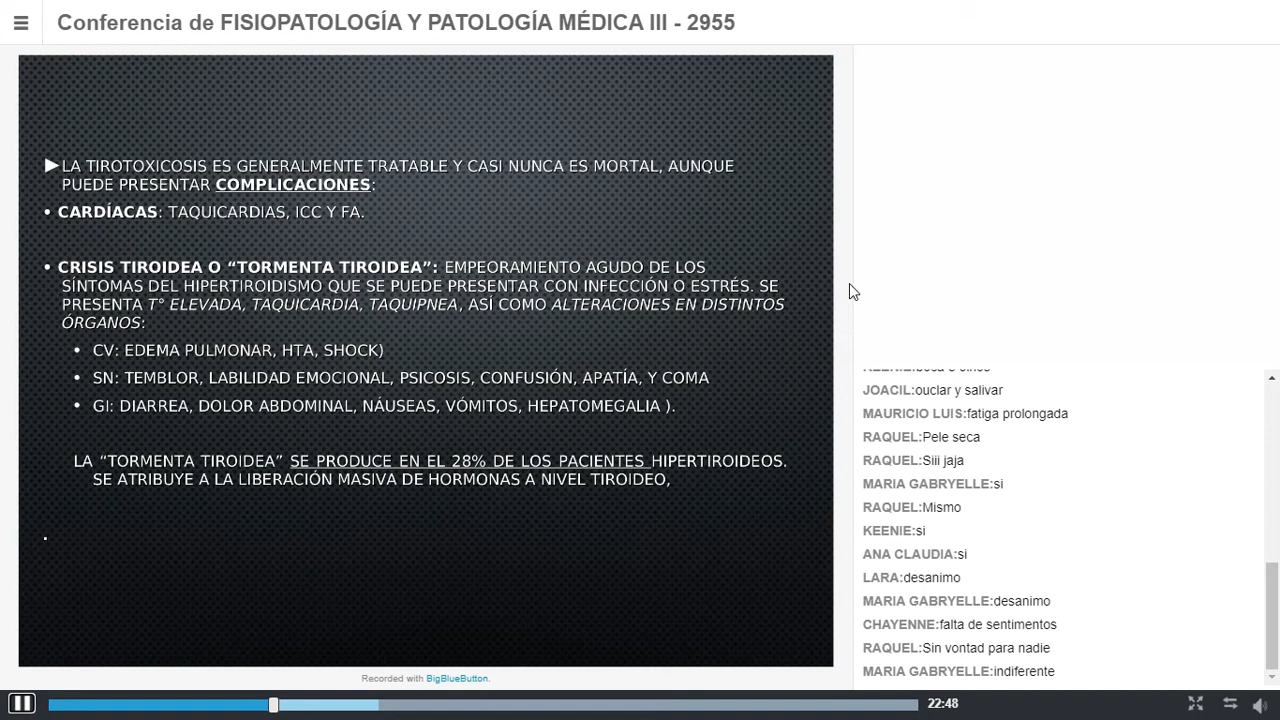 Conferencia de FISIOPATOLOGÍA Y PATOLOGÍA MÉDICA III - 2955
LA TIROTOXICOSIS ES GENERALMENTE TRATABLE Y CASI NUNCA ES MORTAL, AUNQUE
PUEDE PRESENTAR COMPLICACIONES:
• CARDÍACAS: TAQUICARDIAS, ICC Y FA.
• CRISIS TIROIDEA O “TORMENTA TIROIDEA”: EMPEORAMIENTO AGUDO DE LOS
SÍNTOMAS DEL HIPERTIROIDISMO QUE SE PUEDE PRESENTAR CON INFECCIÓN O ESTRÉS. SE
PRESENTA T° ELEVADA, TAQUICARDIA, TAQUIPNEA, ASÍ COMO ALTERACIONES EN DISTINTOS
ÓRGANOS:
• CV: EDEMA PULMONAR, HTA, SHOCK)
• SN: TEMBLOR, LABILIDAD EMOCIONAL, PSICOSIS, CONFUSIÓN, APATÍA, Y COMA
• GI: DIARREA, DOLOR ABDOMINAL, NÁUSEAS, VÓMITOS, HEPATOMEGALIA ).
LA “TORMENTA TIROIDEA” SE PRODUCE EN EL 28% DE LOS PACIENTES HIPERTIROIDEOS.
SE ATRIBUYE A LA LIBERACIÓN MASIVA DE HORMONAS A NIVEL TIROIDEO,
.
Recorded with BigBlueButton.
JOACIL:ouclar y salivar
MAURICIO LUIS:fatiga prolongada
RAQUEL:Pele seca
RAQUEL:Siii jaja
MARIA GABRYELLE:si
RAQUEL:Mismo
KEENIE:si
ANA CLAUDIA:si
LARA:desanimo
MARIA GABRYELLE:desanimo
CHAYENNE:falta de sentimentos
RAQUEL:Sin vontad para nadie
MARIA GABRYELLE:indiferente
22:48